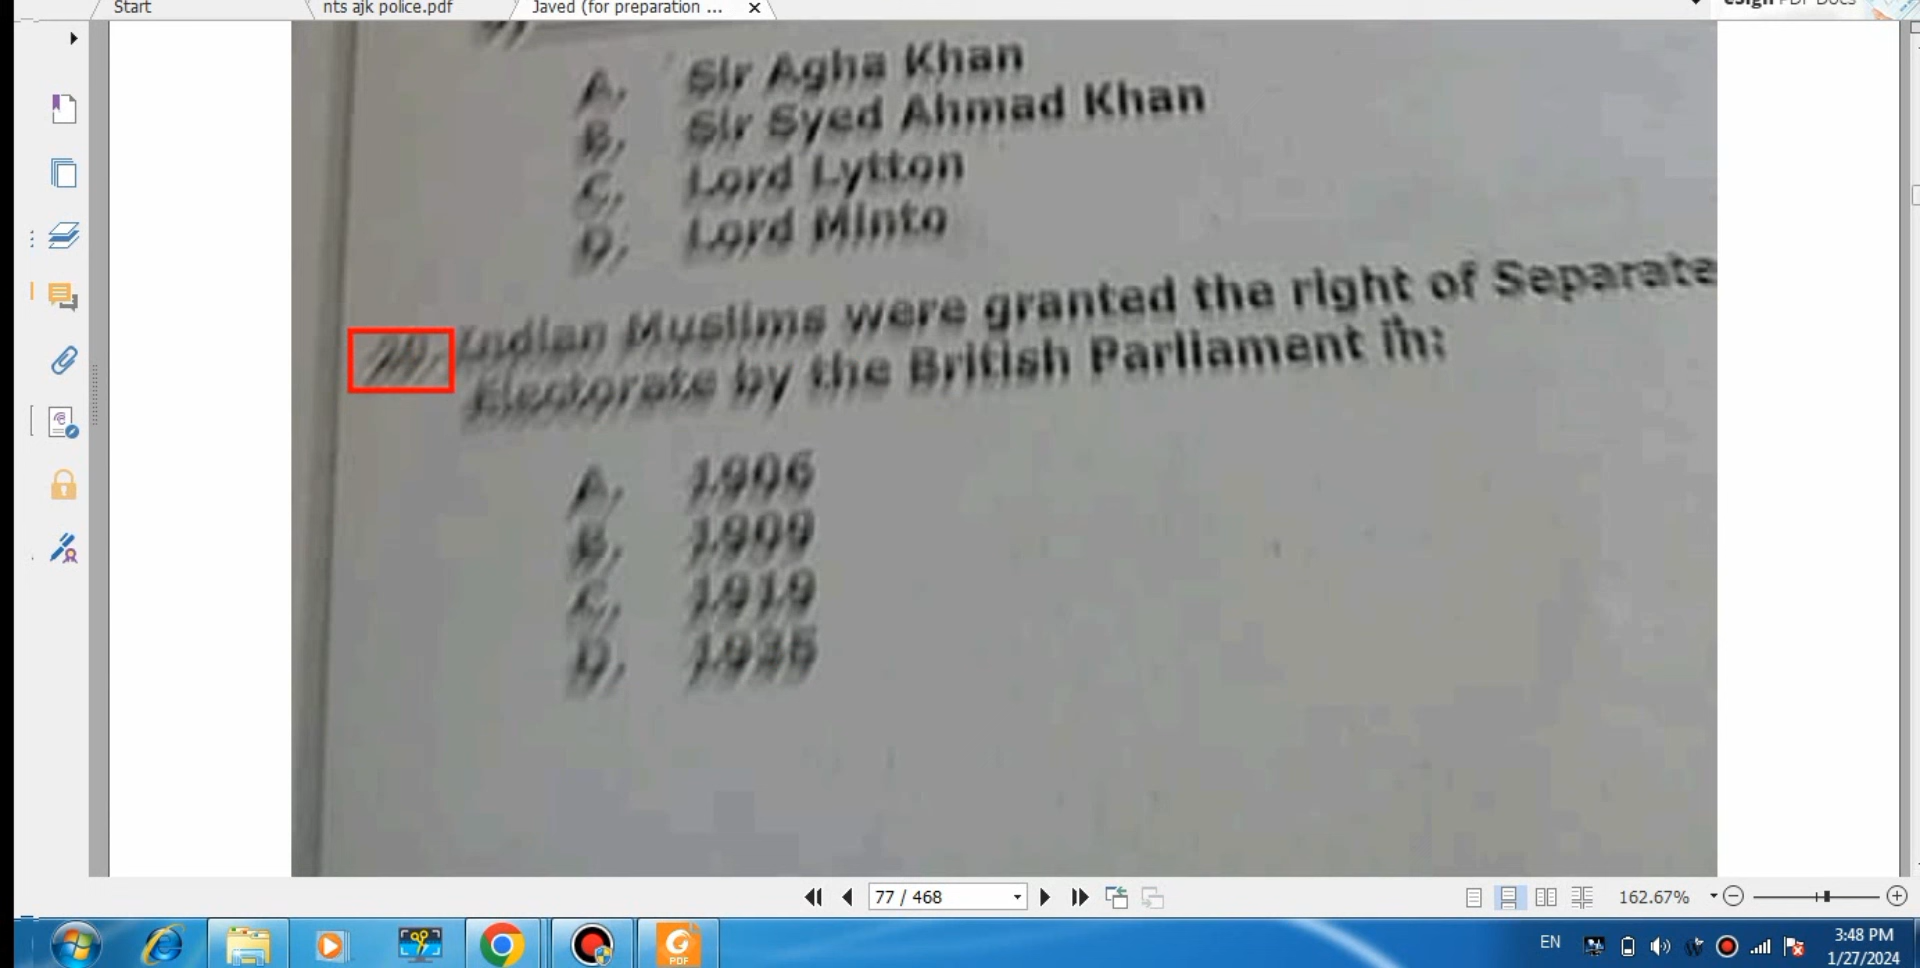 Start
nts ajk police.pdf
Javed (for preparation ...
A. Sir Agha Khan
B. Sir Syed Ahmad Khan
C. Lord Lytton
D. Lord Minto
Indian Muslims were granted the right of Separate
Electorate by the British Parliament in:
A. 1906
B. 1909
C. 1919
D. 1935
77 / 468
162.67%
EN
3:48 PM
1/27/2024
PDF